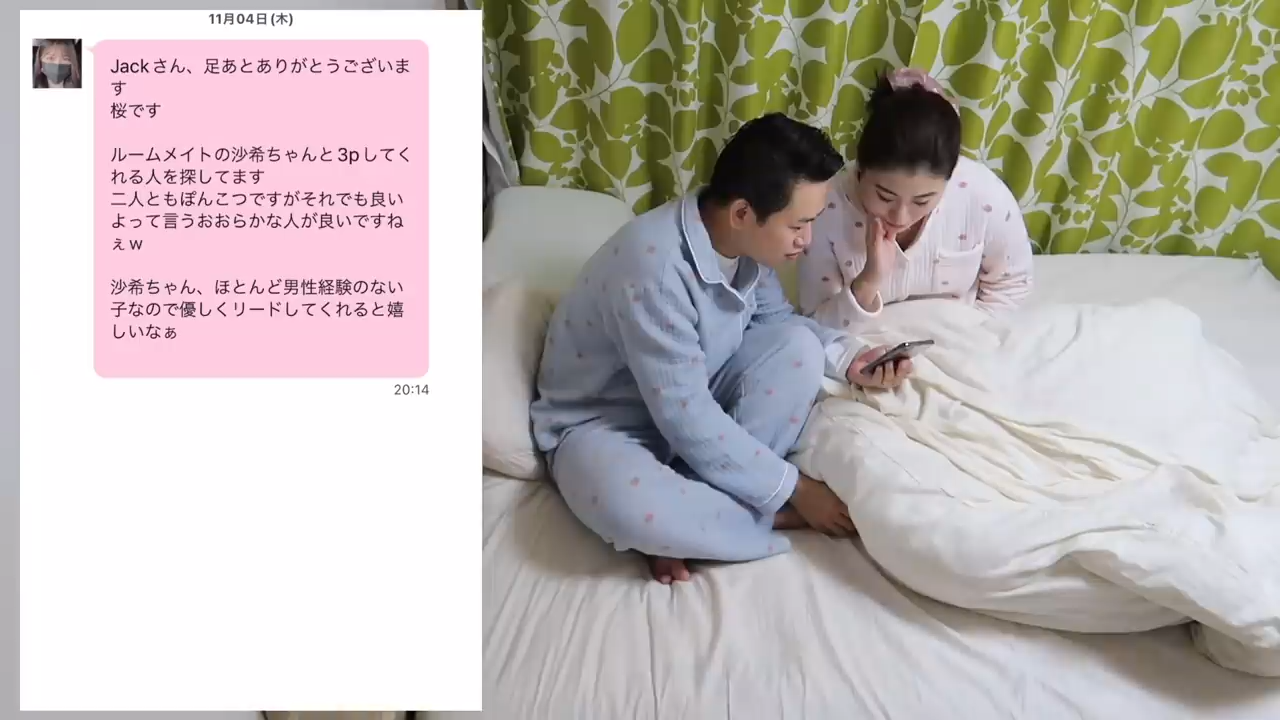 11月04日(木)
Jackさん、足あとありがとうございま
す
桜です
ルームメイトの沙希ちゃんと3pしてく
れる人を探してます
二人ともぽんこつですがそれでも良い
よって言うおおらかな人が良いですね
ぇw
沙希ちゃん、ほとんど男性経験のない
子なので優しくリードしてくれると嬉
しいなぁ
20:14